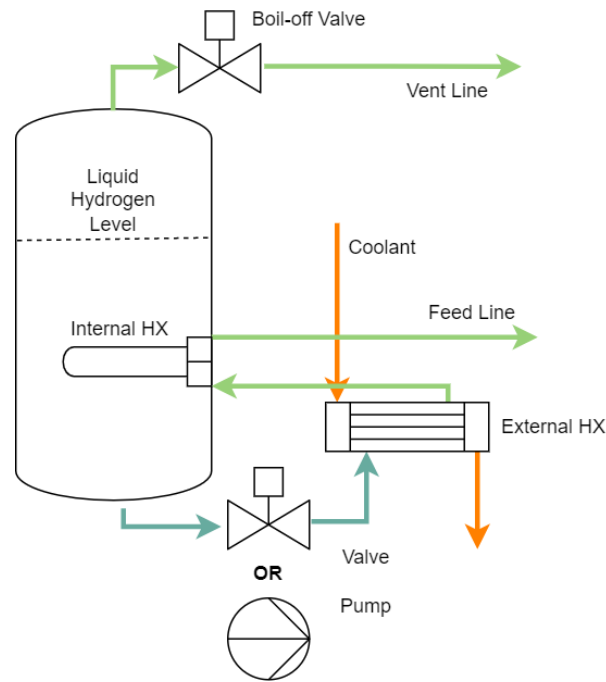 Boil-off Valve
Vent Line
Liquid
Hydrogen
Level
Coolant
Internal HX
Feed Line
External HX
Valve
OR
Pump